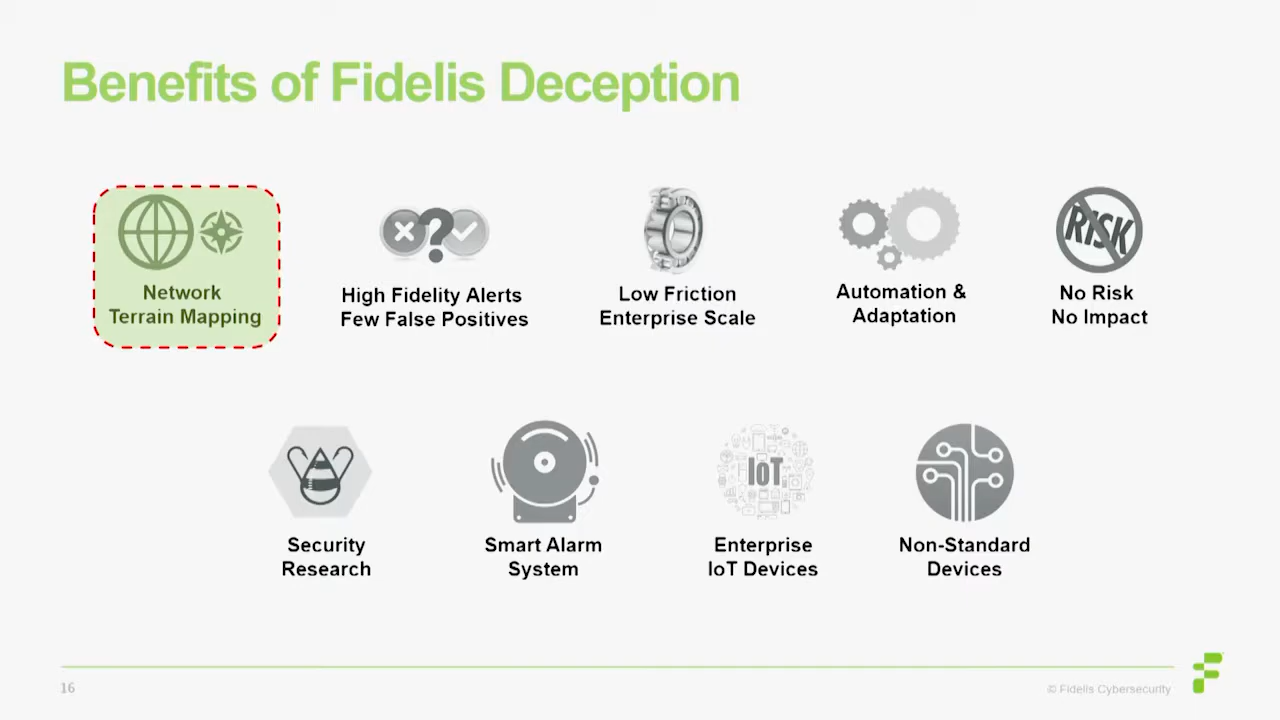 Benefits of Fidelis Deception
Network
Terrain Mapping
High Fidelity Alerts
Few False Positives
Low Friction
Enterprise Scale
Automation &
Adaptation
RISK
No Risk
No Impact
Security
Research
Smart Alarm
System
IoT
Enterprise
IoT Devices
Non-Standard
Devices
16
© Fidelis Cybersecurity